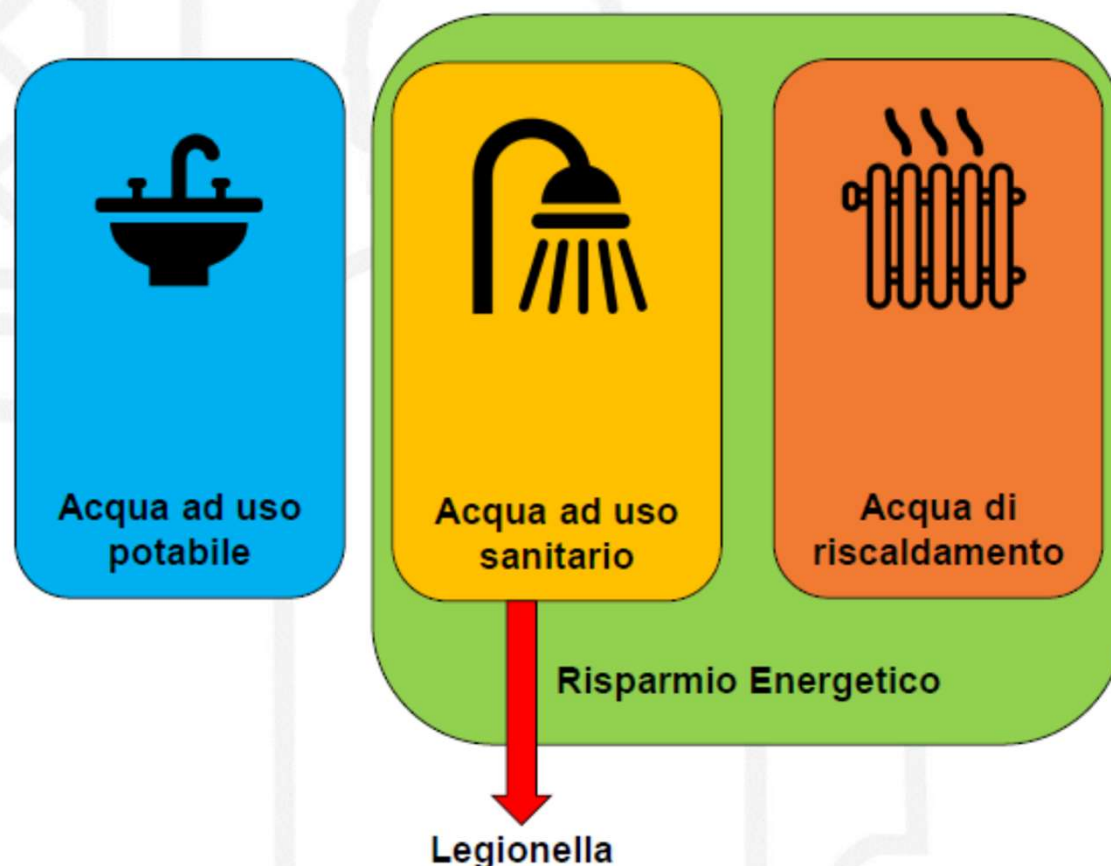 Acqua ad uso
potabile
Acqua ad uso
sanitario
Acqua di
riscaldamento
Risparmio Energetico
Legionella